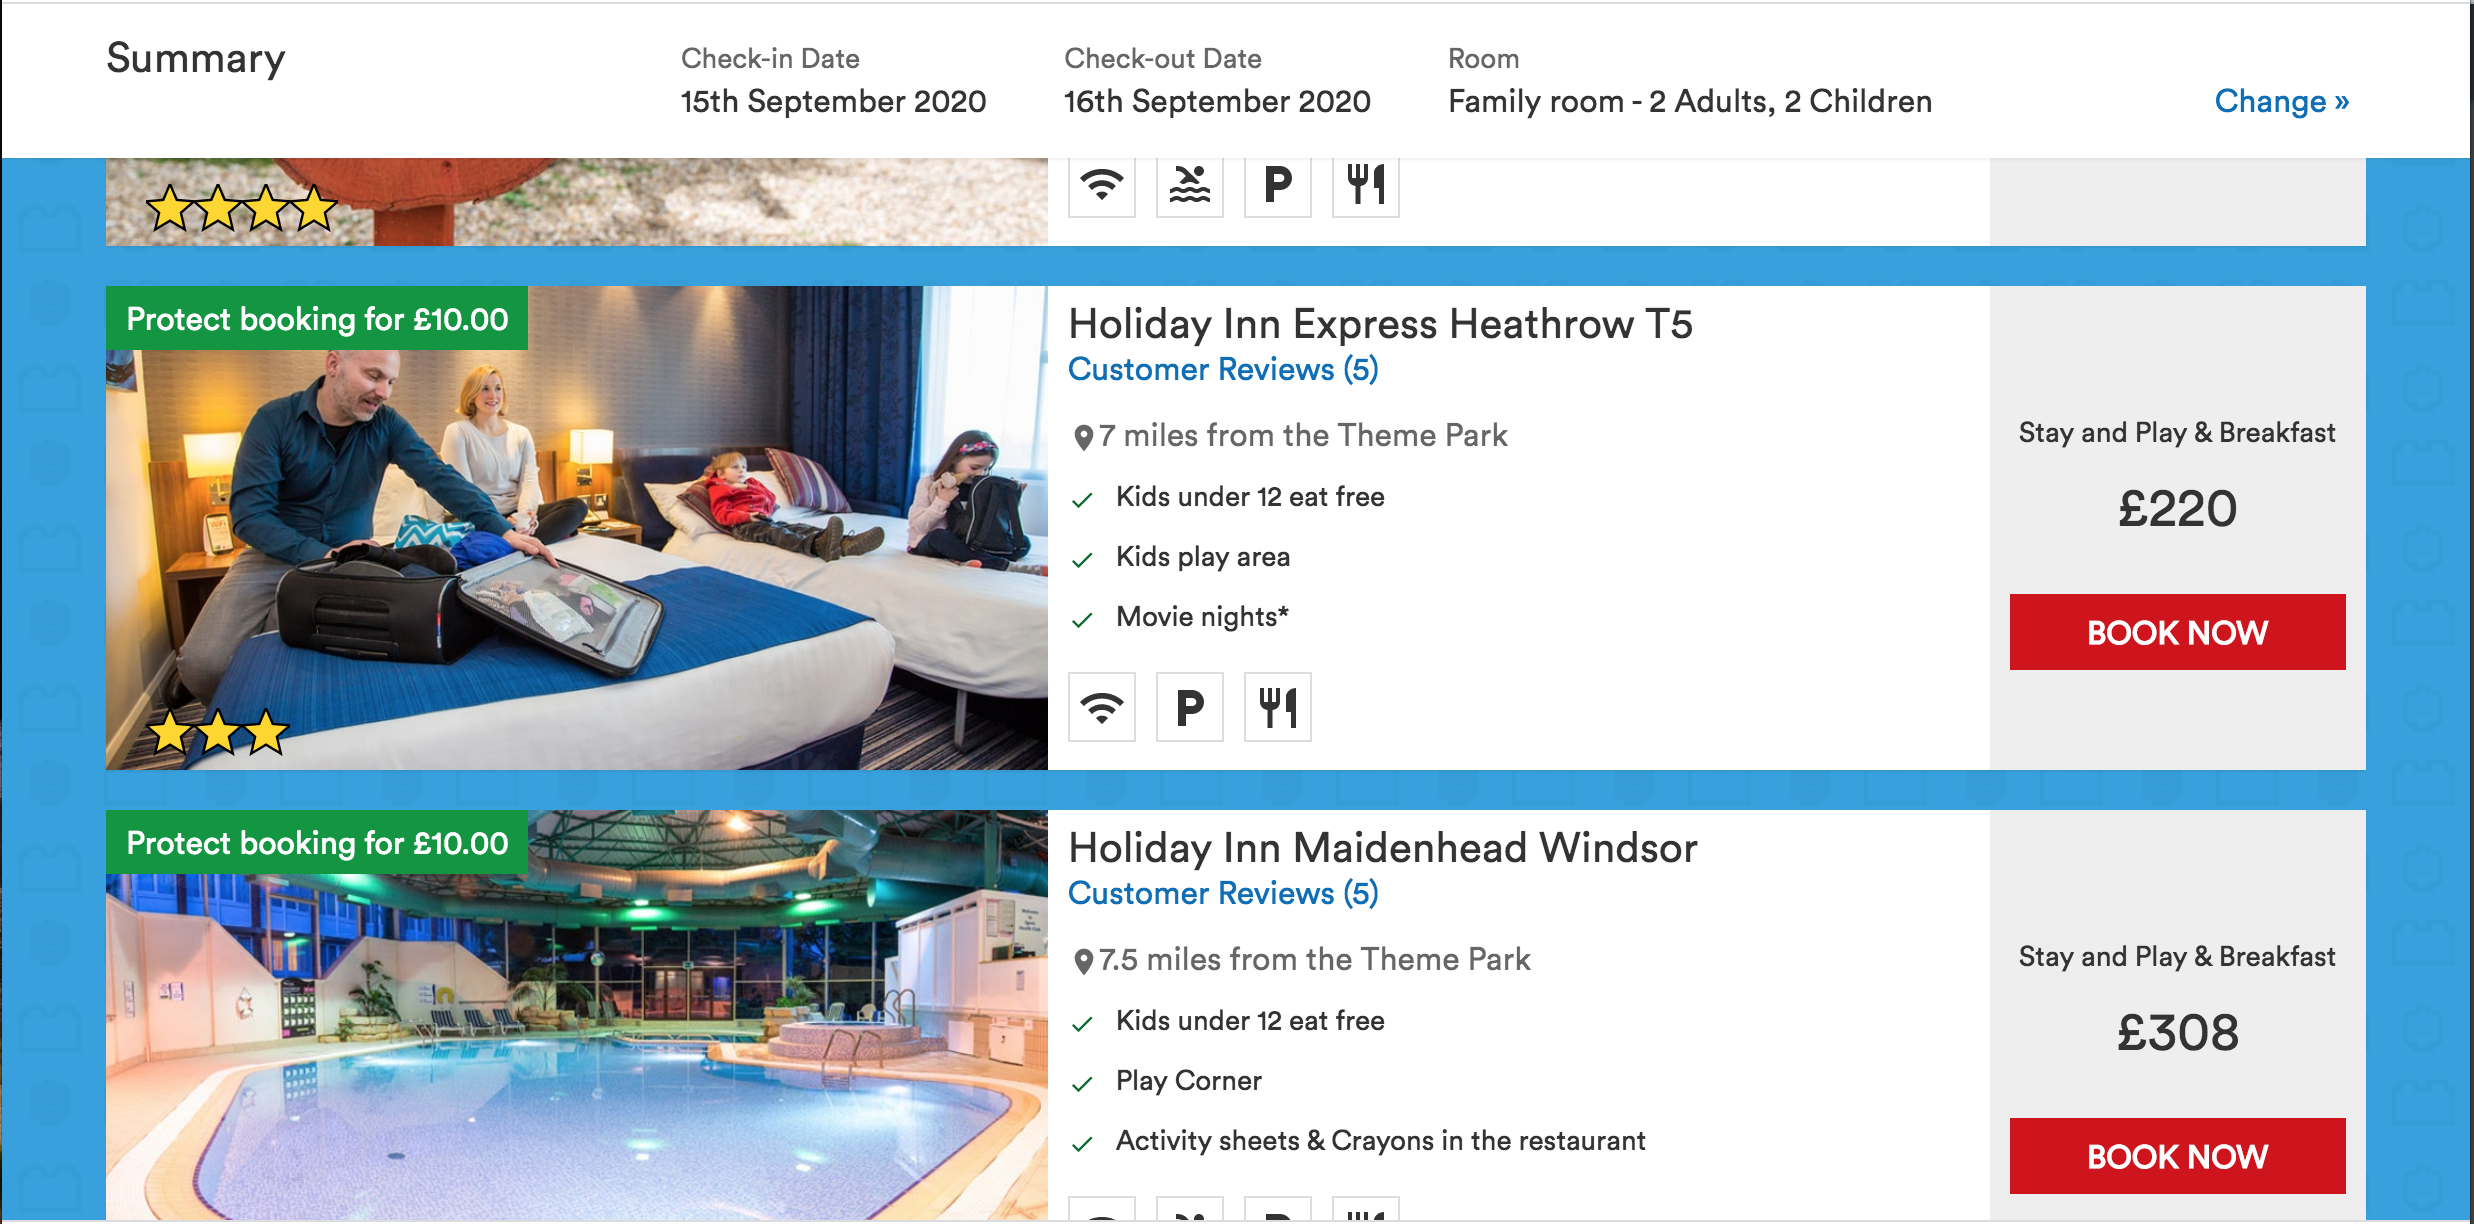 Summary
Check-in Date
15th September 2020
Check-out Date
16th September 2020
Room
Family room - 2 Adults, 2 Children
Change »
P
Protect booking for £10.00
Holiday Inn Express Heathrow T5
Customer Reviews (5)
7 miles from the Theme Park
Kids under 12 eat free
Kids play area
Movie nights*
P
Stay and Play & Breakfast
£220
BOOK NOW
Protect booking for £10.00
Holiday Inn Maidenhead Windsor
Customer Reviews (5)
7.5 miles from the Theme Park
Kids under 12 eat free
Play Corner
Activity sheets & Crayons in the restaurant
Stay and Play & Breakfast
£308
BOOK NOW